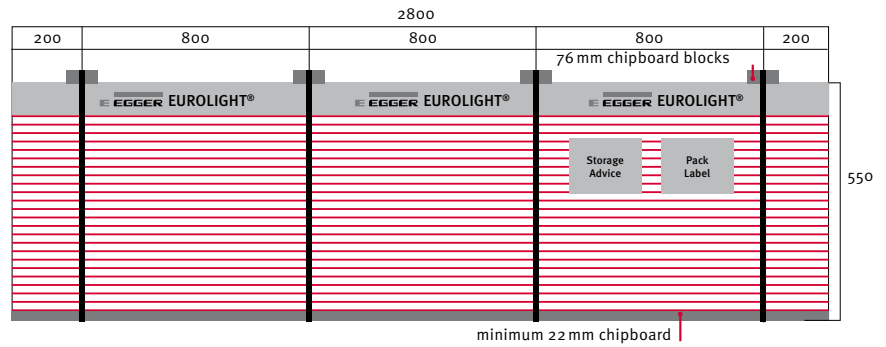 2800
200 800 800 800 200
76 mm chipboard blocks
E EGGER EUROLIGHT® E EGGER EUROLIGHT® E EGGER EUROLIGHT®
Storage
Advice
Pack
Label
550
minimum 22 mm chipboard